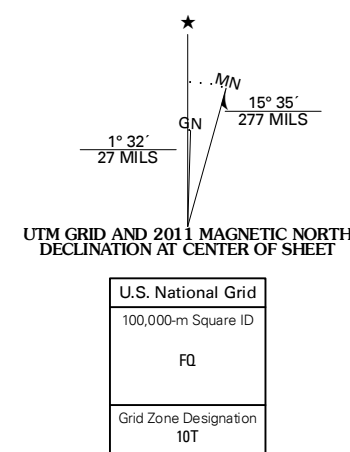 ★
MN
15° 35´
277 MILS
GN
1° 32´
27 MILS
UTM GRID AND 2011 MAGNETIC NORTH
DECLINATION AT CENTER OF SHEET
U.S. National Grid
100,000-m Square ID
FQ
Grid Zone Designation
10T